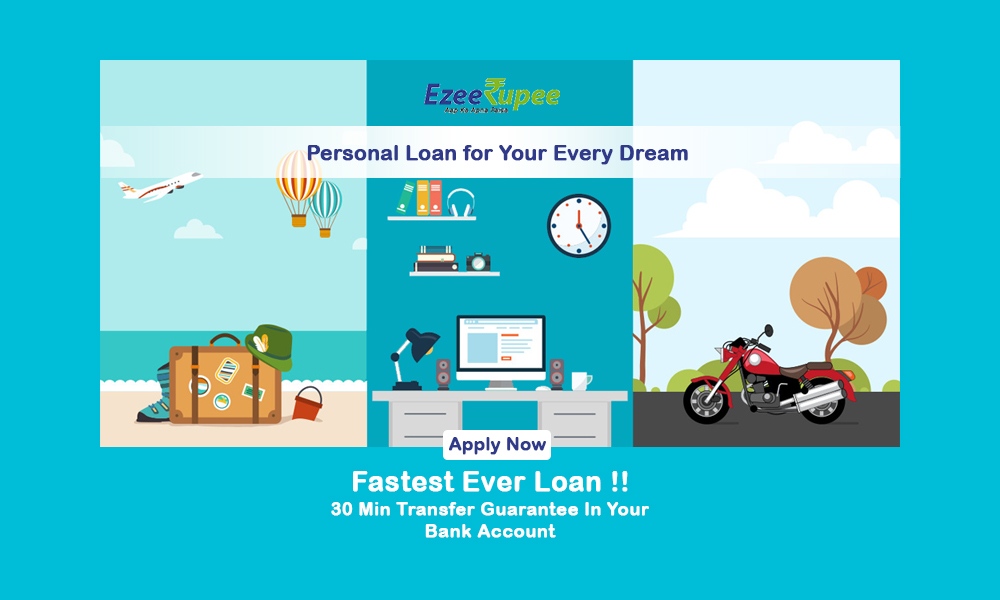 EzeeRupee
Personal Loan for Your Every Dream
Apply Now
Fastest Ever Loan !!
30 Min Transfer Guarantee In Your
Bank Account